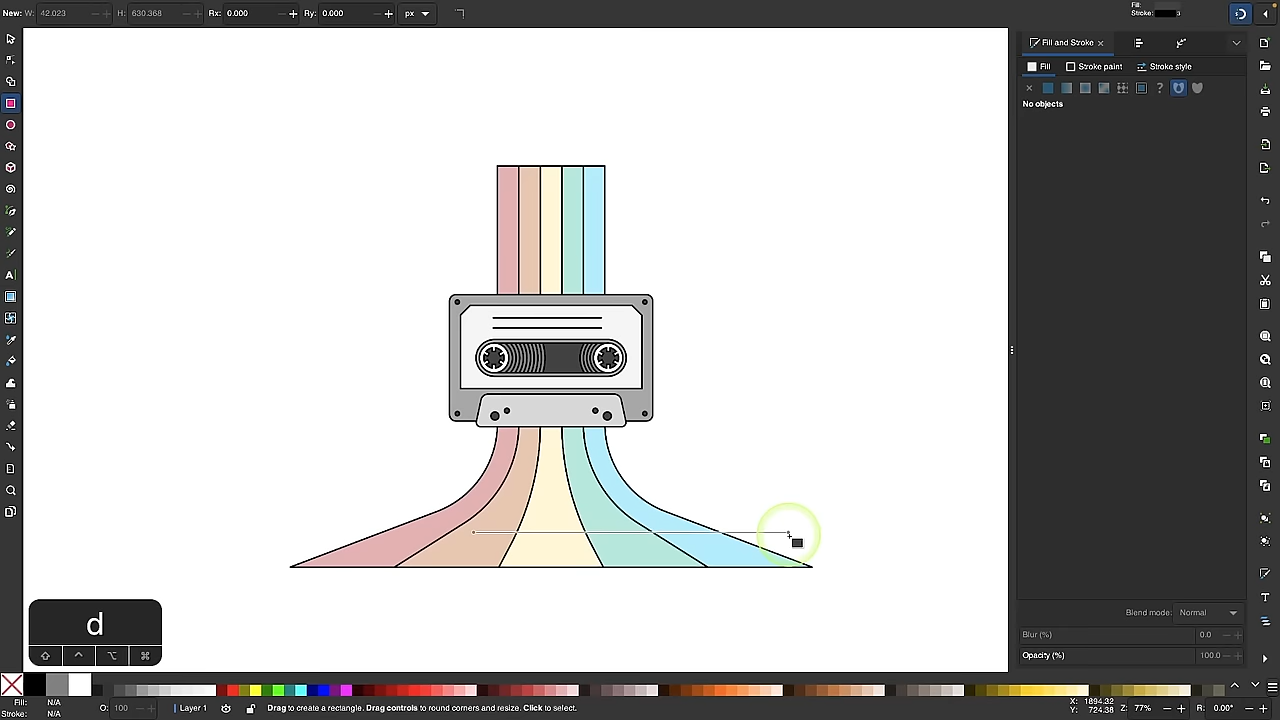 New: W: 42.023 H: 630.368 Rx: 0.000 Ry: 0.000 px
Fill:
Stroke: 3
Fill and Stroke
Fill Stroke paint Stroke style
?
No objects
A
d
Blend mode: Normal
Blur (%) 0.0
Opacity (%) 100.0
Fill: N/A
Stroke: N/A
O: 100
Layer 1
Drag to create a rectangle. Drag controls to round corners and resize. Click to select.
X: 1894.32
Y: 724.38
Z: 77%
R: 0.00°